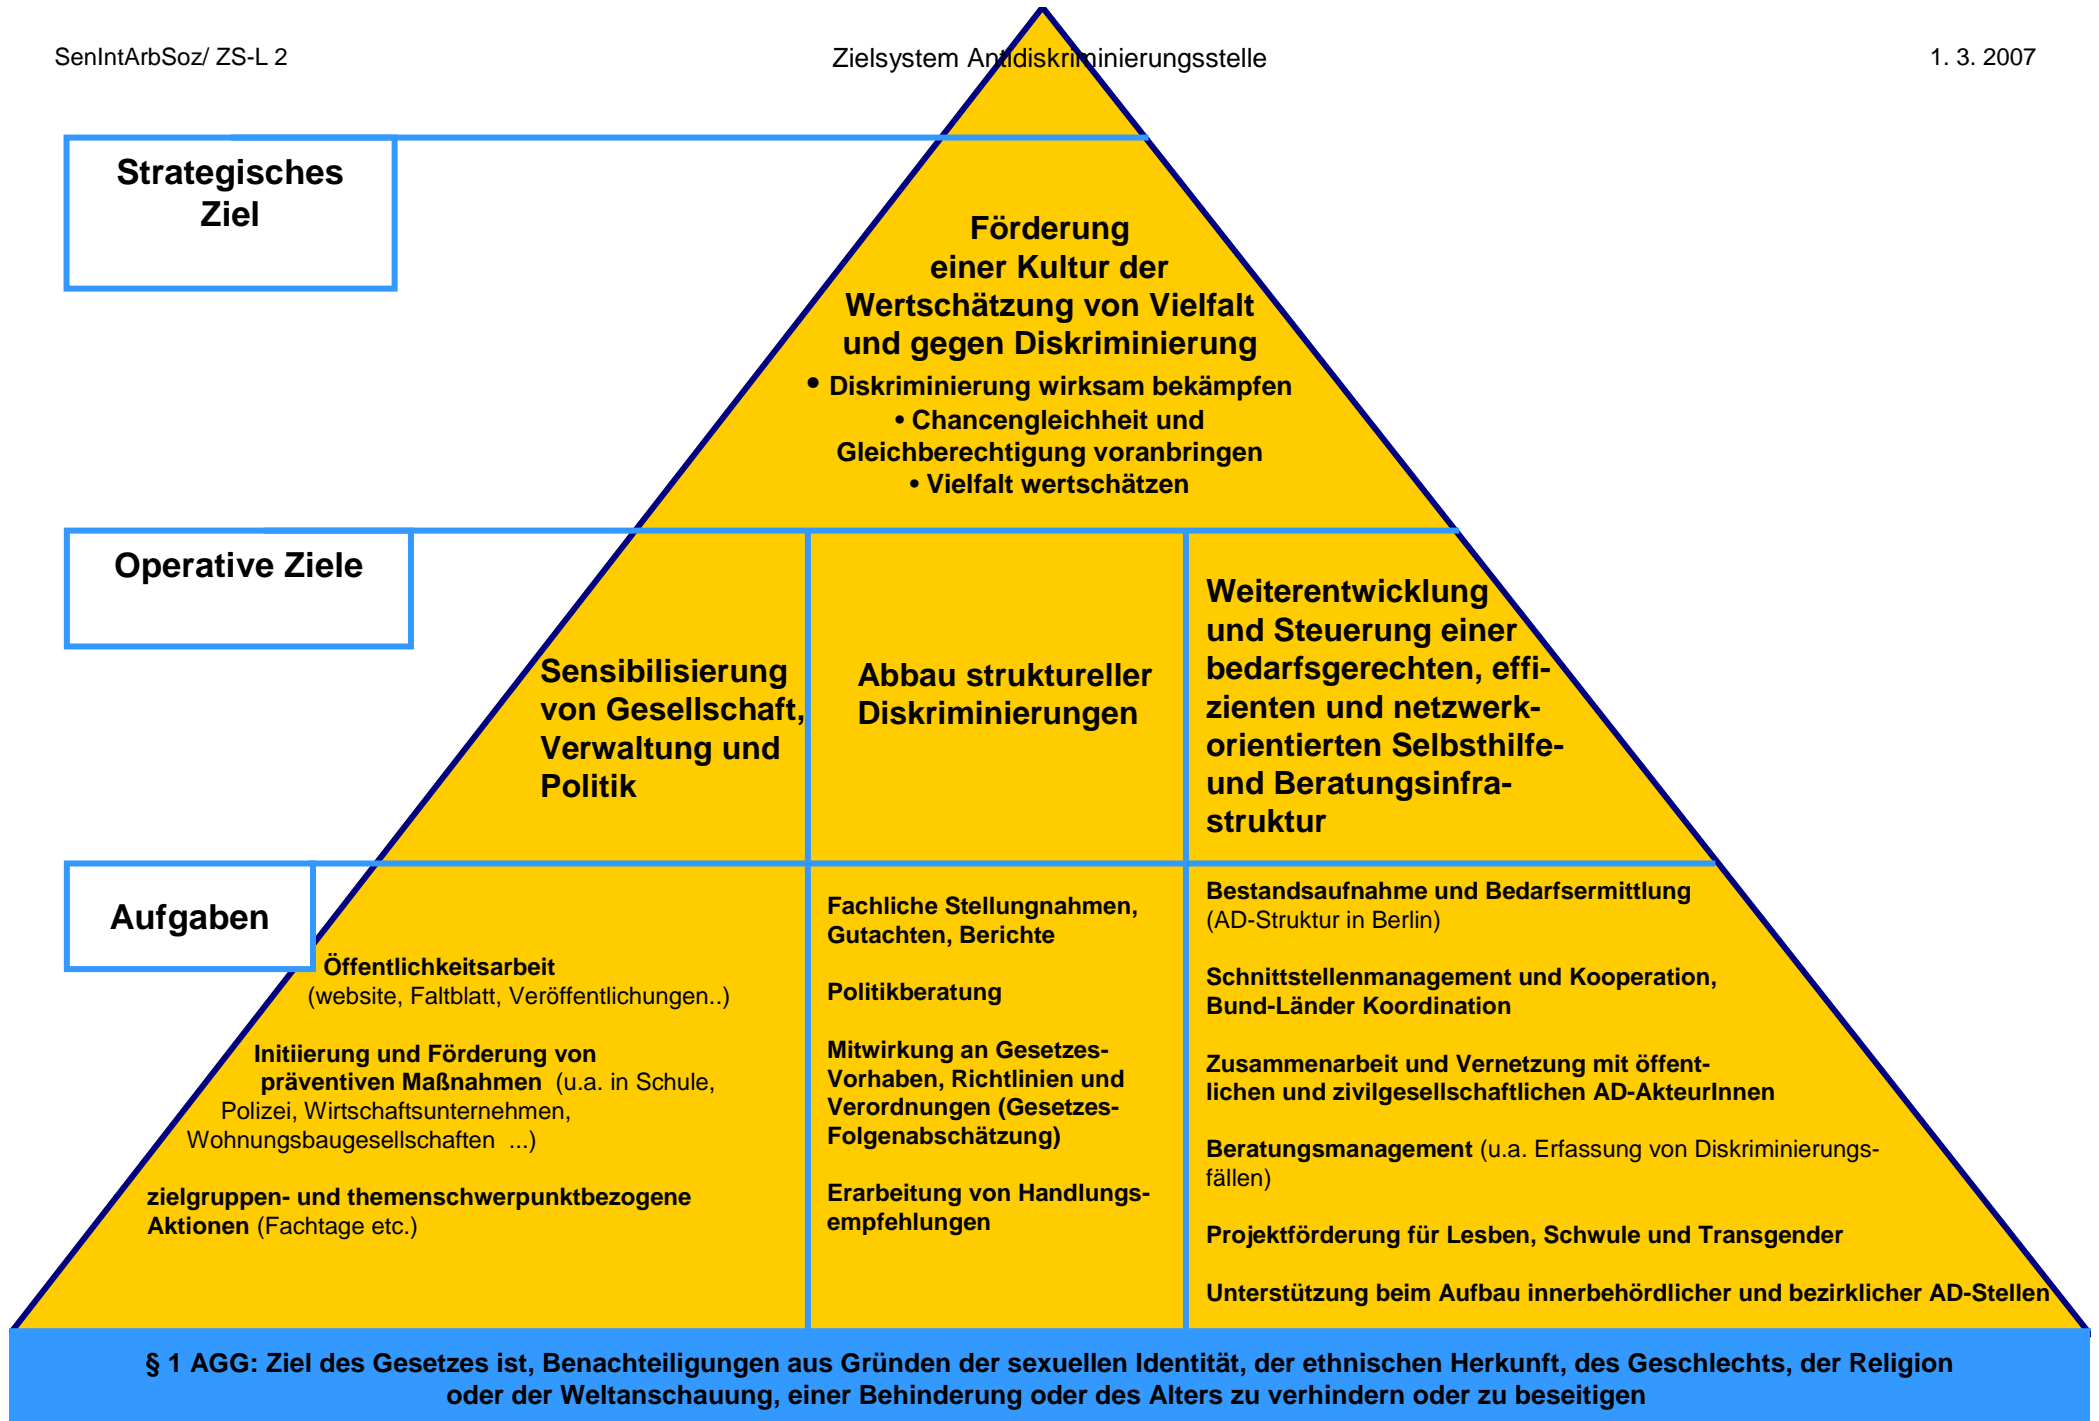 SenIntArbSoz/ ZS-L 2
Zielsystem Antidiskriminierungsstelle
1. 3. 2007
Strategisches
Ziel
Förderung
einer Kultur der
Wertschätzung von Vielfalt
und gegen Diskriminierung
• Diskriminierung wirksam bekämpfen
• Chancengleichheit und
Gleichberechtigung voranbringen
• Vielfalt wertschätzen
Operative Ziele
Sensibilisierung
von Gesellschaft,
Verwaltung und
Politik
Abbau struktureller
Diskriminierungen
Weiterentwicklung
und Steuerung einer
bedarfsgerechten, effi-
zienten und netzwerk-
orientierten Selbsthilfe-
und Beratungsinfra-
struktur
Aufgaben
Öffentlichkeitsarbeit
(website, Faltblatt, Veröffentlichungen..)
Initiierung und Förderung von
präventiven Maßnahmen (u.a. in Schule,
Polizei, Wirtschaftsunternehmen,
Wohnungsbaugesellschaften ...)
zielgruppen- und themenschwerpunktbezogene
Aktionen (Fachtage etc.)
Fachliche Stellungnahmen,
Gutachten, Berichte
Politikberatung
Mitwirkung an Gesetzes-
Vorhaben, Richtlinien und
Verordnungen (Gesetzes-
Folgenabschätzung)
Erarbeitung von Handlungs-
empfehlungen
Bestandsaufnahme und Bedarfsermittlung
(AD-Struktur in Berlin)
Schnittstellenmanagement und Kooperation,
Bund-Länder Koordination
Zusammenarbeit und Vernetzung mit öffent-
lichen und zivilgesellschaftlichen AD-AkteurInnen
Beratungsmanagement (u.a. Erfassung von Diskriminierungs-
fällen)
Projektförderung für Lesben, Schwule und Transgender
Unterstützung beim Aufbau innerbehördlicher und bezirklicher AD-Stellen
§ 1 AGG: Ziel des Gesetzes ist, Benachteiligungen aus Gründen der sexuellen Identität, der ethnischen Herkunft, des Geschlechts, der Religion
oder der Weltanschauung, einer Behinderung oder des Alters zu verhindern oder zu beseitigen